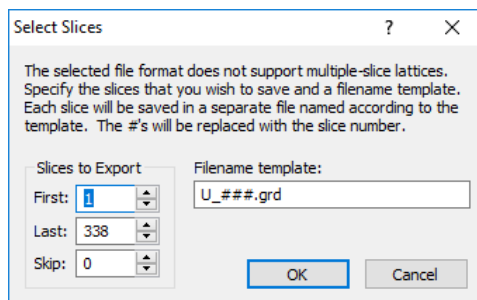 Select Slices ?
The selected file format does not support multiple-slice lattices.
Specify the slices that you wish to save and a filename template.
Each slice will be saved in a separate file named according to the
template. The #'s will be replaced with the slice number.
Slices to Export
First: 1
Last: 338
Skip: 0
Filename template:
U_###.grd
OK
Cancel